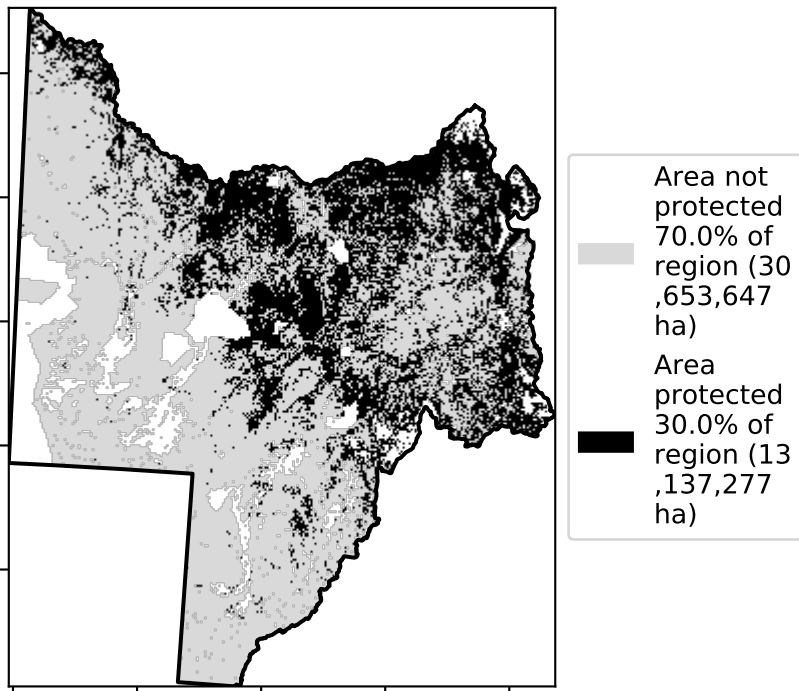 Area not
protected
70.0% of
region (30
,653,647
ha)
Area
protected
30.0% of
region (13
,137,277
ha)